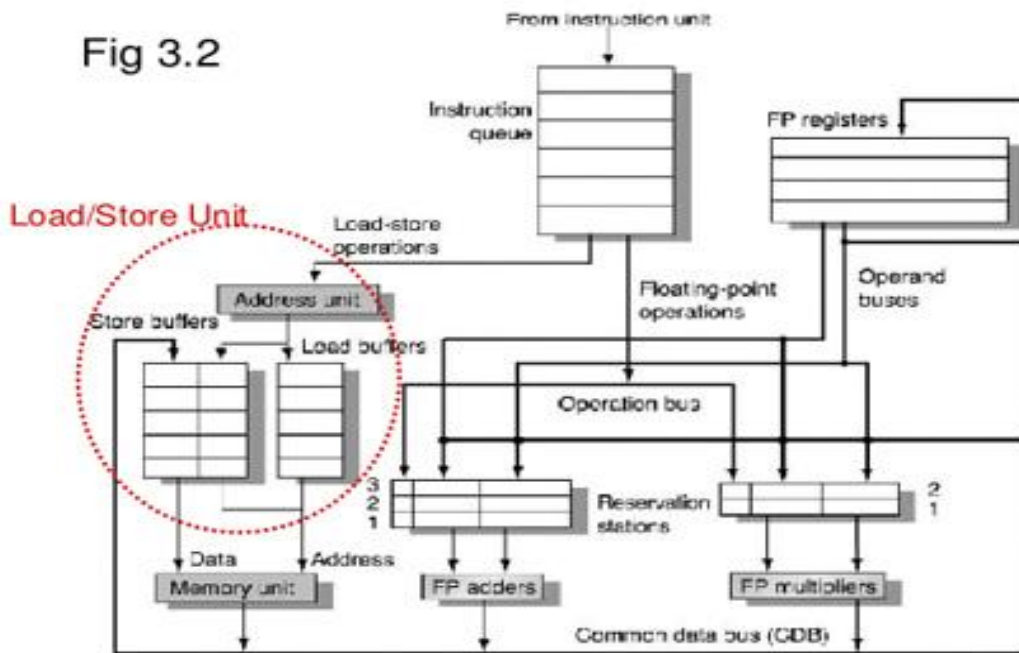 From instruction unit
Fig 3.2
Instruction
queue
FP registers
Load/Store Unit
Load-store
operations
Address unit
Floating-point
operations
Operand
buses
Store buffers
Load buffers
Operation bus
3
2
1
Reservation
stations
2
1
Data
Address
Memory unit
FP adders
FP multipliers
Common data bus (CDB)